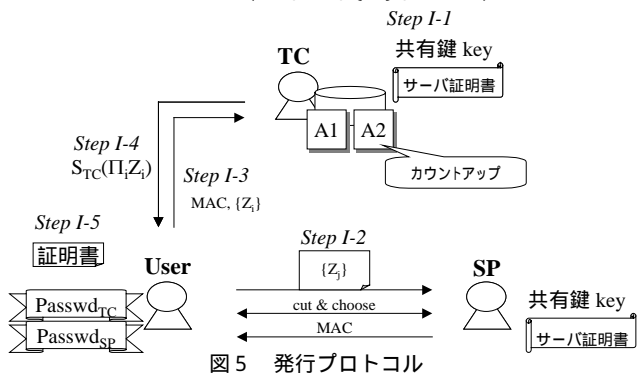 Step I-1
共有鍵 key
サーバ証明書
TC
A1
A2
カウントアップ
Step I-4
S_TC(Π_iZ_i)
Step I-3
MAC, {Z_i}
Step I-5
証明書
User
Passwd_TC
Passwd_SP
Step I-2
{Z_j}
cut & choose
MAC
SP
共有鍵 key
サーバ証明書
図5 発行プロトコル